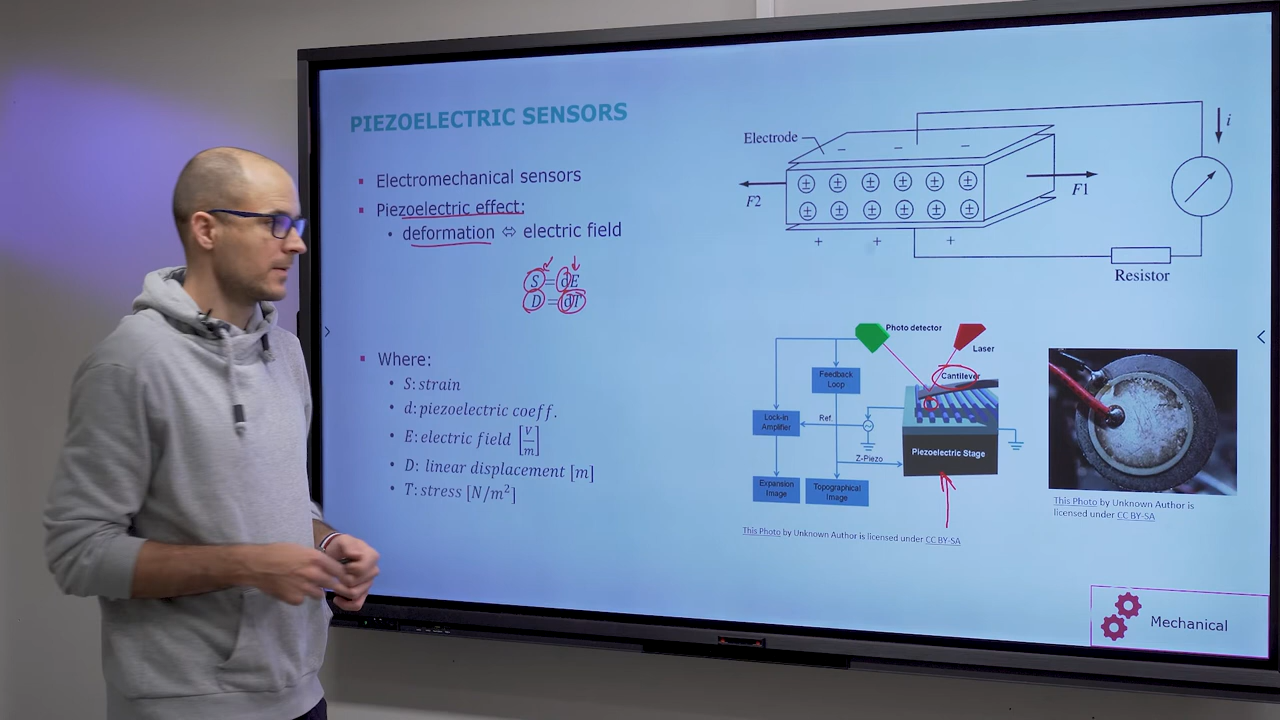 PIEZOELECTRIC SENSORS
Electromechanical sensors
Piezoelectric effect:
deformation ⇔ electric field
S = dE
D = dT
Where:
S: strain
d: piezoelectric coeff.
E: electric field [V/m]
D: linear displacement [m]
T: stress [N/m²]
Electrode
− − −
i
F2
F1
+ + +
Resistor
Photo detector
Laser
Feedback Loop
Cantilever
Lock-in Amplifier
Ref.
Z-Piezo
Piezoelectric Stage
Expansion Image
Topographical Image
This Photo by Unknown Author is licensed under CC BY-SA
This Photo by Unknown Author is
licensed under CC BY-SA
Mechanical